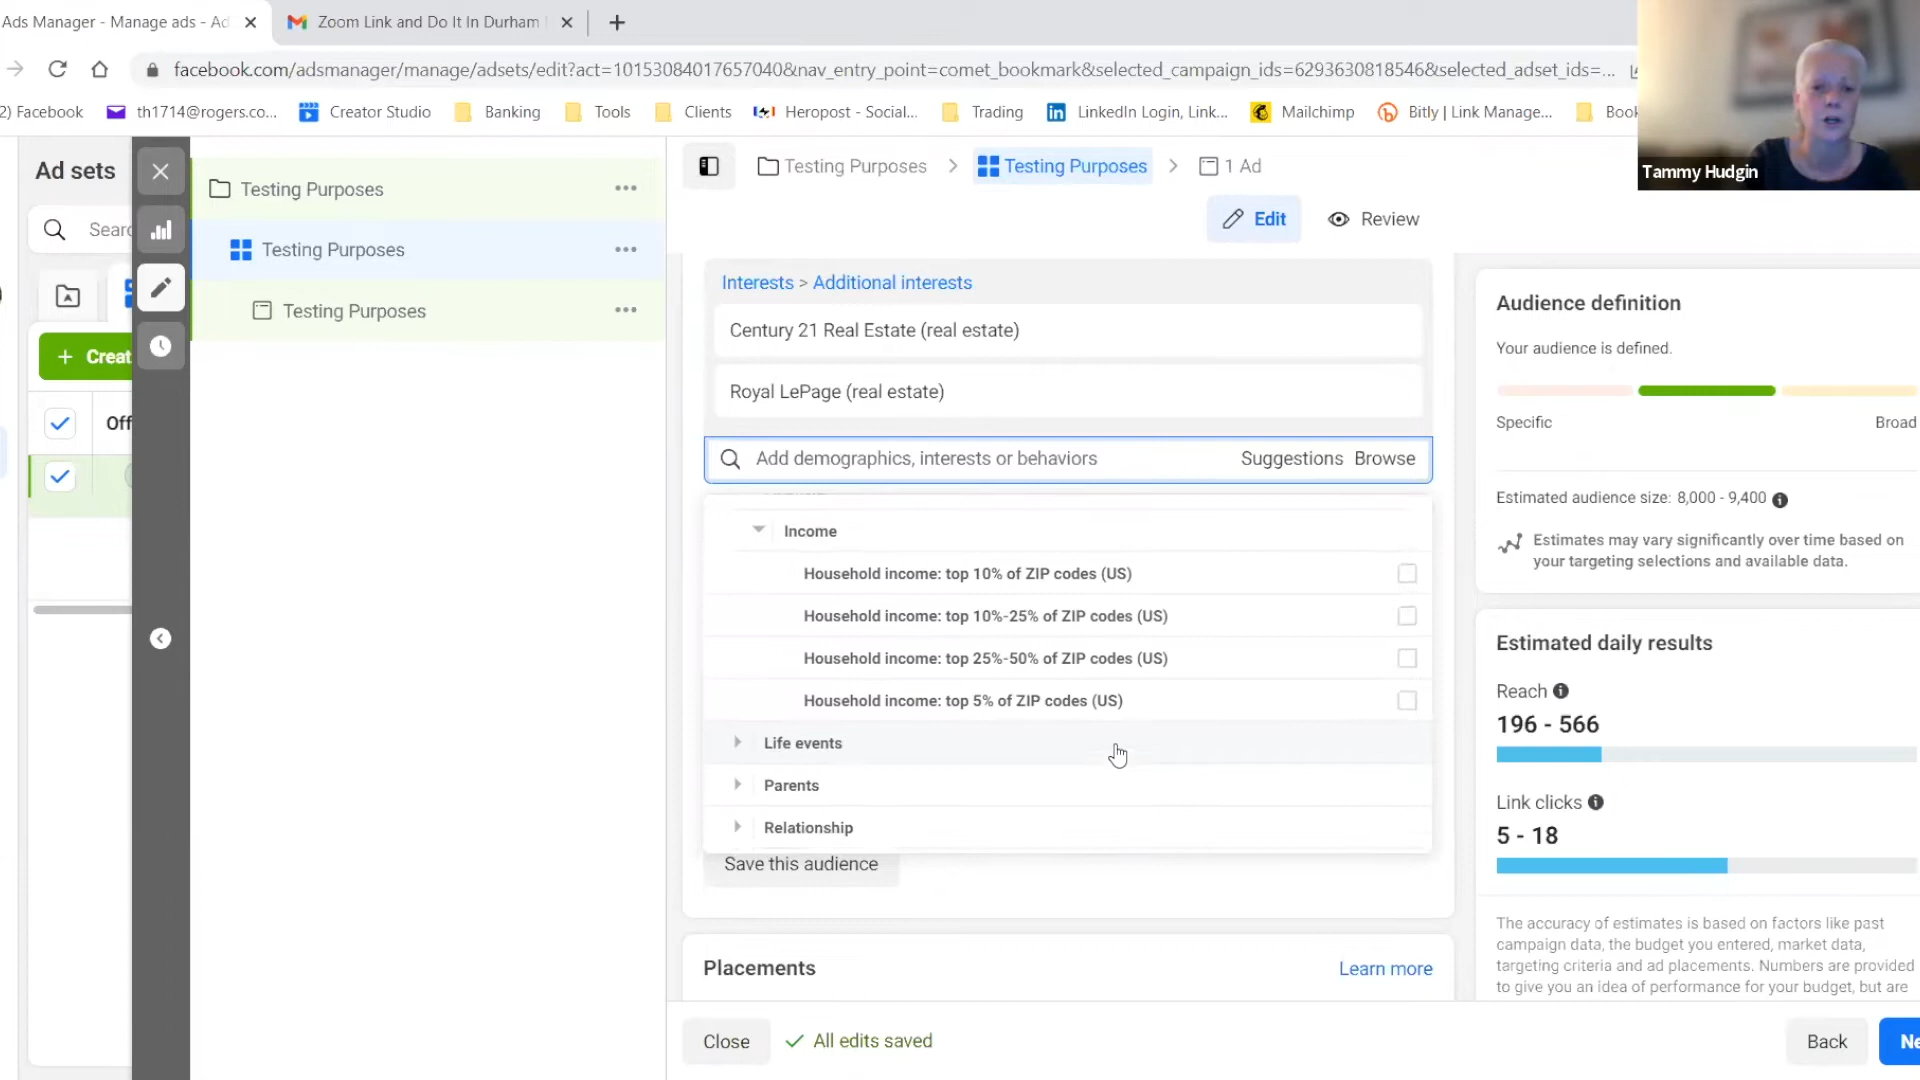 Ads Manager - Manage ads - Ad
Zoom Link and Do It In Durham
facebook.com/adsmanager/manage/adsets/edit?act=10153084017657040&nav_entry_point=comet_bookmark&selected_campaign_ids=6293630818546&selected_adset_ids=...
2) Facebook
th1714@rogers.co...
Creator Studio
Banking
Tools
Clients
Heropost - Social...
Trading
LinkedIn Login, Link...
Mailchimp
Bitly | Link Manage...
Book
Tammy Hudgin
Ad sets
Searc
+ Creat
Off
Testing Purposes
Testing Purposes
Testing Purposes
Testing Purposes > Testing Purposes > 1 Ad
Edit
Review
Interests > Additional interests
Century 21 Real Estate (real estate)
Royal LePage (real estate)
Add demographics, interests or behaviors
Suggestions
Browse
Income
Household income: top 10% of ZIP codes (US)
Household income: top 10%-25% of ZIP codes (US)
Household income: top 25%-50% of ZIP codes (US)
Household income: top 5% of ZIP codes (US)
Life events
Parents
Relationship
Save this audience
Placements
Learn more
Close
All edits saved
Back
Ne
Audience definition
Your audience is defined.
Specific
Broad
Estimated audience size: 8,000 - 9,400
Estimates may vary significantly over time based on
your targeting selections and available data.
Estimated daily results
Reach
196 - 566
Link clicks
5 - 18
The accuracy of estimates is based on factors like past
campaign data, the budget you entered, market data,
targeting criteria and ad placements. Numbers are provided
to give you an idea of performance for your budget, but are